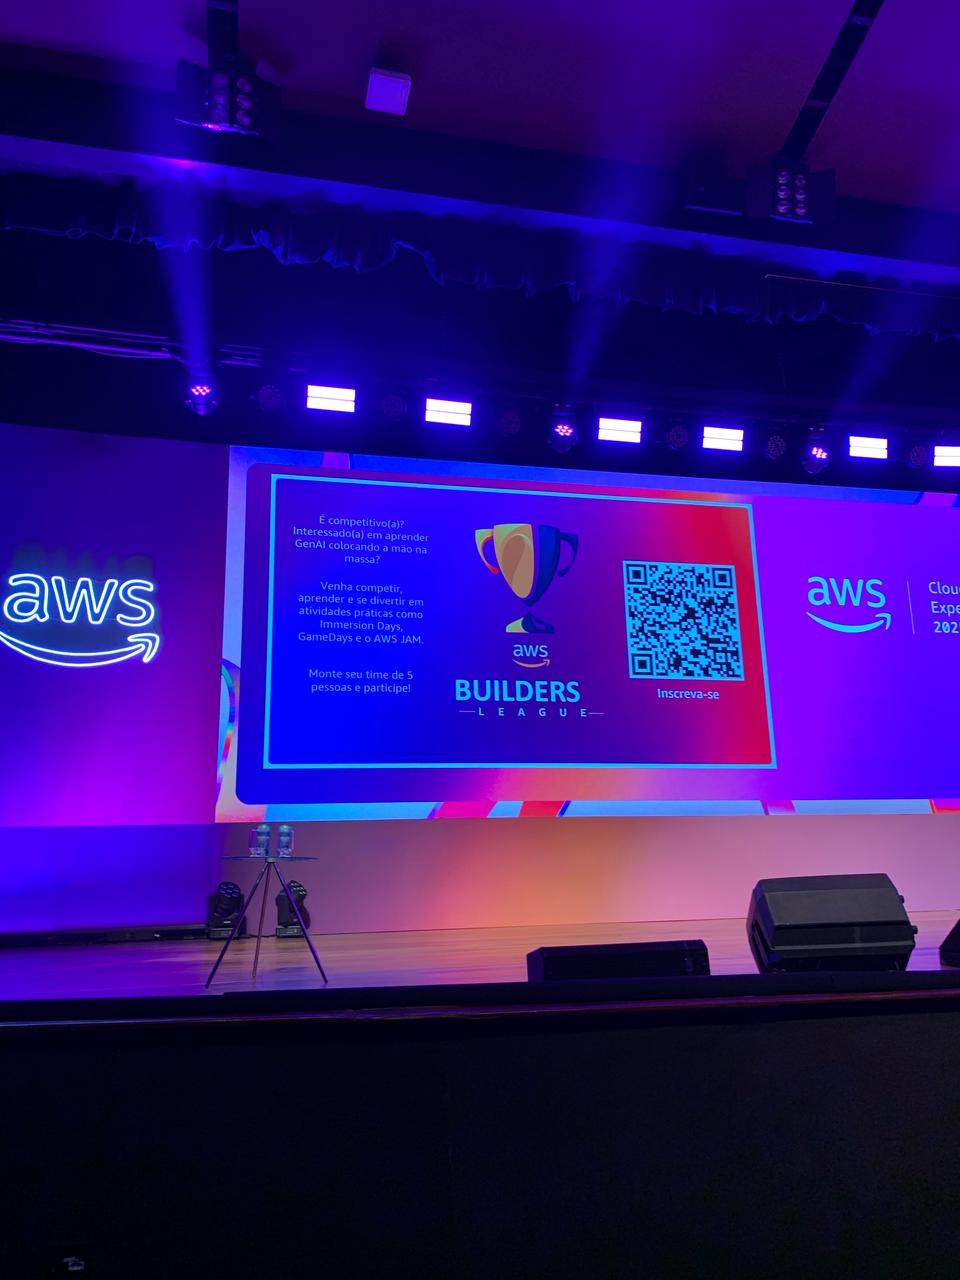 aws
É competitivo(a)?
Interessado(a) em aprender
GenAI colocando a mão na
massa?
Venha competir,
aprender e se divertir em
atividades práticas como
Immersion Days,
GameDays e o AWS JAM.
Monte seu time de 5
pessoas e participe!
aws
BUILDERS
LEAGUE
Inscreva-se
aws